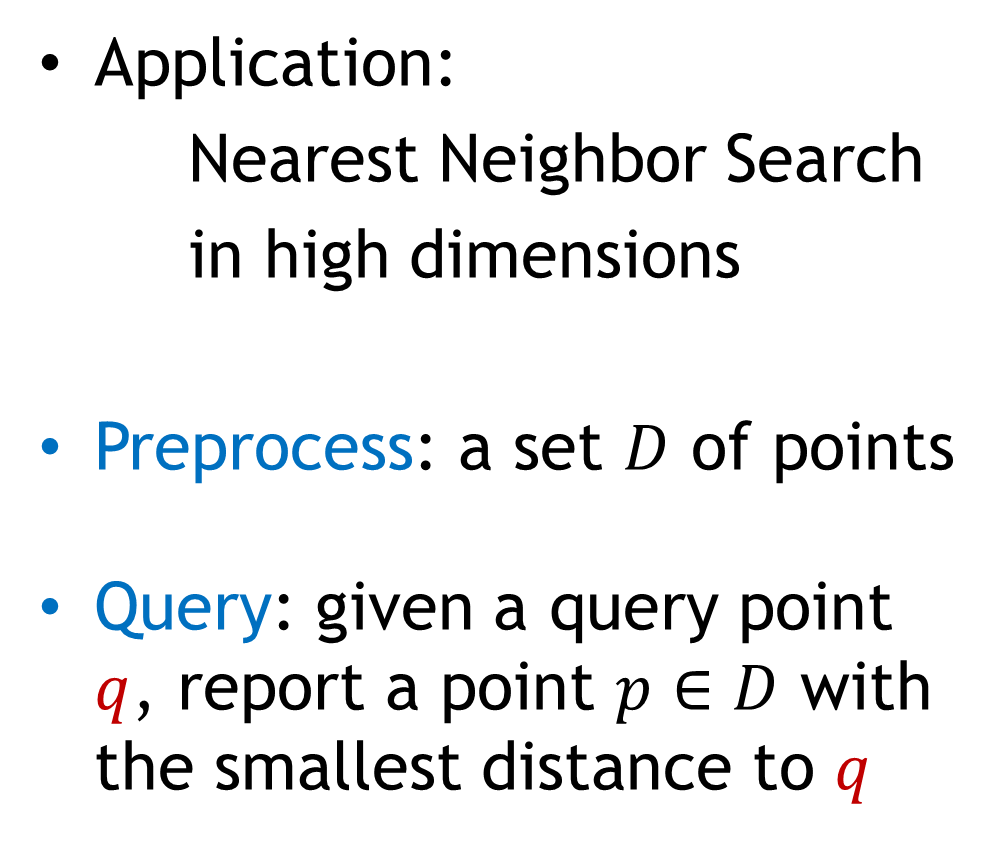 • Application:
Nearest Neighbor Search
in high dimensions
• Preprocess: a set 𝐷 of points
• Query: given a query point
𝑞, report a point 𝑝 ∈ 𝐷 with
the smallest distance to 𝑞